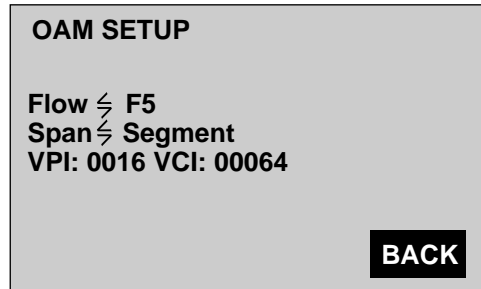 OAM SETUP
Flow ⇋ F5
Span ⇋ Segment
VPI: 0016 VCI: 00064
BACK